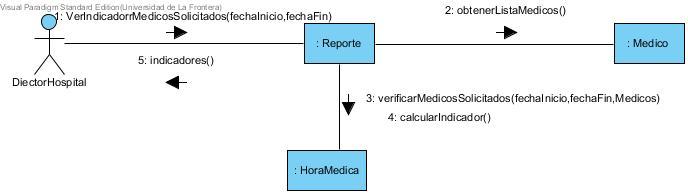 Visual Paradigm Standard Edition(Universidad de La Frontera)
1: VerIndicadorrMedicosSolicitados(fechaInicio,fechaFin)
2: obtenerListaMedicos()
: Reporte
: Medico
5: indicadores()
DiectorHospital
3: verificarMedicosSolicitados(fechaInicio,fechaFin,Medicos)
4: calcularIndicador()
: HoraMedica